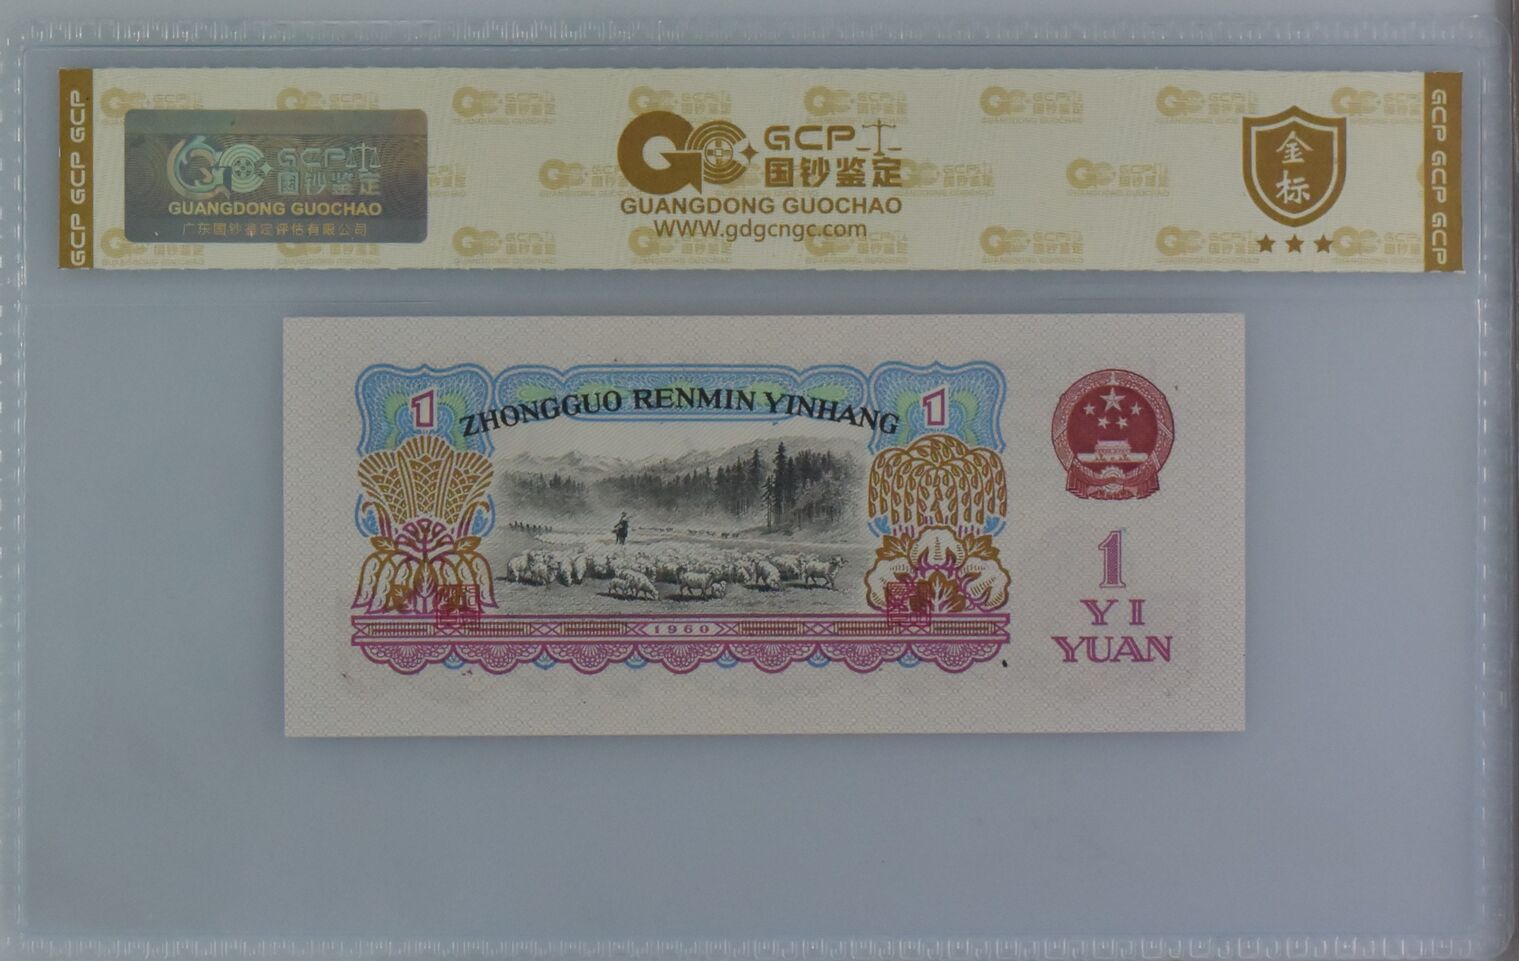 GCP GCP GCP
GCP
国钞鉴定
GUANGDONG GUOCHAO
广东国钞鉴定评估有限公司
GCP
国钞鉴定
GUANGDONG GUOCHAO
WWW.gdgcngc.com
金标
GCP GCP GCP
1
ZHONGGUO RENMIN YINHANG
1
1960
1
YI
YUAN